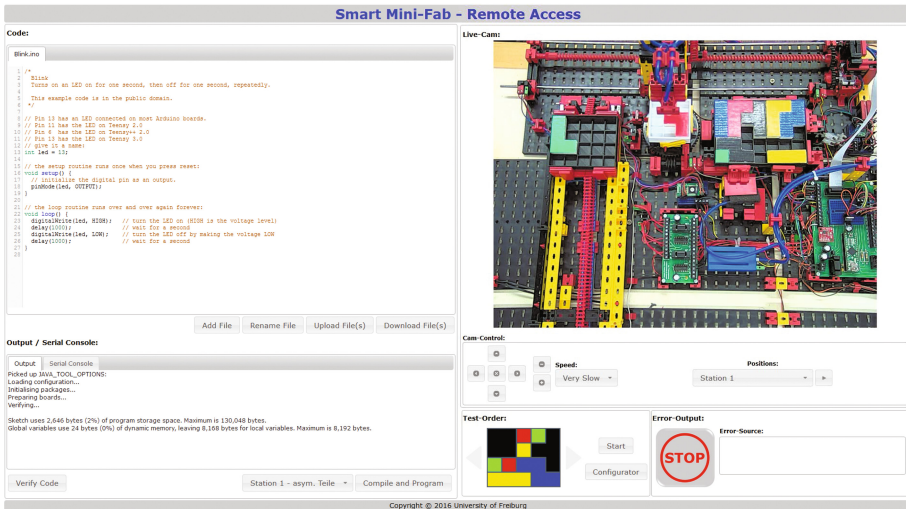 Smart Mini-Fab - Remote Access
Code:
Blink.ino
1 /*
2 Blink
3 Turns on an LED on for one second, then off for one second, repeatedly.
4
5 This example code is in the public domain.
6 */
7
8 // Pin 13 has an LED connected on most Arduino boards.
9 // Pin 11 has the LED on Teensy 2.0
10 // Pin 6 has the LED on Teensy++ 2.0
11 // Pin 13 has the LED on Teensy 3.0
12 // give it a name:
13 int led = 13;
14
15 // the setup routine runs once when you press reset:
16 void setup() {
17 // initialize the digital pin as an output.
18 pinMode(led, OUTPUT);
19 }
20
21 // the loop routine runs over and over again forever:
22 void loop() {
23 digitalWrite(led, HIGH); // turn the LED on (HIGH is the voltage level)
24 delay(1000); // wait for a second
25 digitalWrite(led, LOW); // turn the LED off by making the voltage LOW
26 delay(1000); // wait for a second
27 }
28
Add File
Rename File
Upload File(s)
Download File(s)
Output / Serial Console:
Output
Serial Console
Picked up JAVA_TOOL_OPTIONS:
Loading configuration...
Initialising packages...
Preparing boards...
Verifying...
Sketch uses 2,646 bytes (2%) of program storage space. Maximum is 130,048 bytes.
Global variables use 24 bytes (0%) of dynamic memory, leaving 8,168 bytes for local variables. Maximum is 8,192 bytes.
Verify Code
Station 1 - asym. Teile
Compile and Program
Live-Cam:
Cam-Control:
Speed:
Very Slow
Positions:
Station 1
Test-Order:
Start
Configurator
Error-Output:
STOP
Error-Source:
Copyright © 2016 University of Freiburg